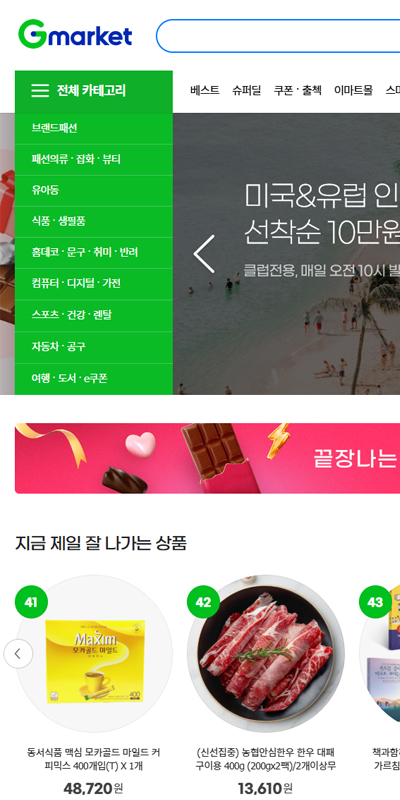 Gmarket
전체 카테고리
베스트 슈퍼딜 쿠폰·출첵 이마트몰 스마
브랜드패션
패션의류·잡화·뷰티
유아동
식품·생필품
홈데코·문구·취미·반려
컴퓨터·디지털·가전
스포츠·건강·렌탈
자동차·공구
여행·도서·e쿠폰
미국&유럽 인
선착순 10만원
클럽전용, 매일 오전 10시 발
끝장나는
지금 제일 잘 나가는 상품
41
42
43
Maxim
모카골드 마일드
400
동서식품 맥심 모카골드 마일드 커
피믹스 400개입(T) X 1개
48,720원
(신선집중) 농협안심한우 한우 대패
구이용 400g (200gx2팩)/2개이상무
13,610원
책과함
가르침